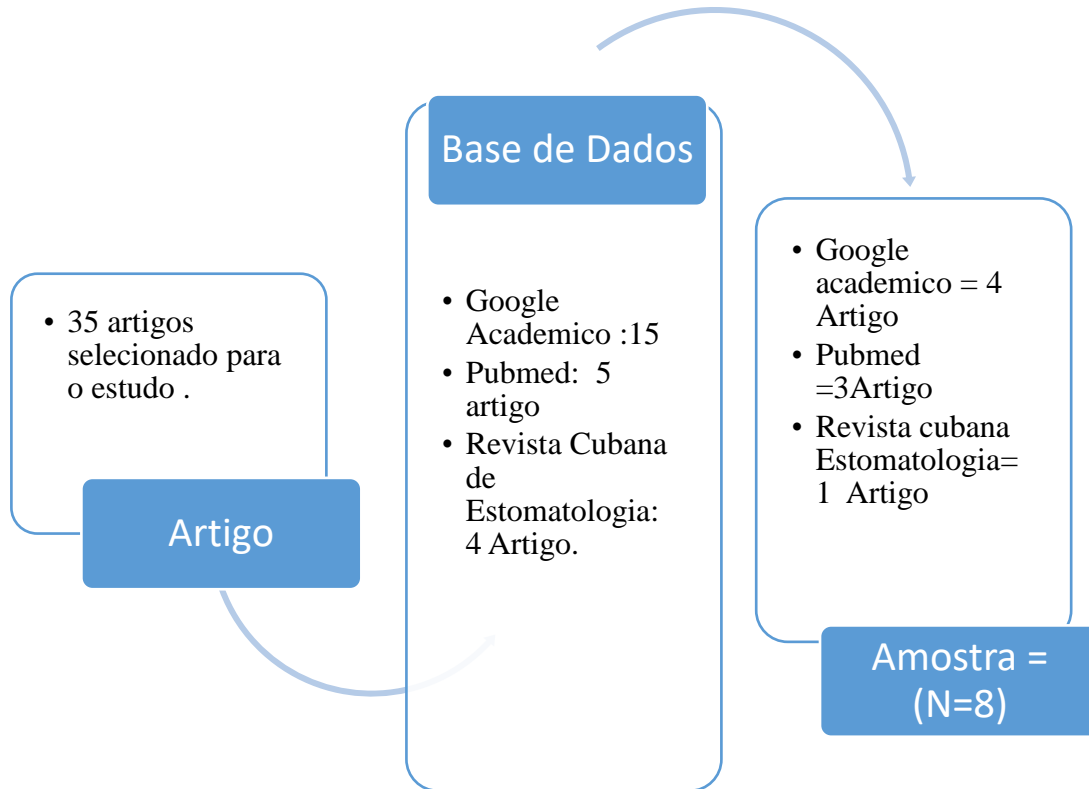 • 35 artigos
selecionado para
o estudo .
Artigo
Base de Dados
• Google
Academico :15
• Pubmed: 5
artigo
• Revista Cubana
de
Estomatologia:
4 Artigo.
• Google
academico = 4
Artigo
• Pubmed
=3Artigo
• Revista cubana
Estomatologia=
1 Artigo
Amostra =
(N=8)